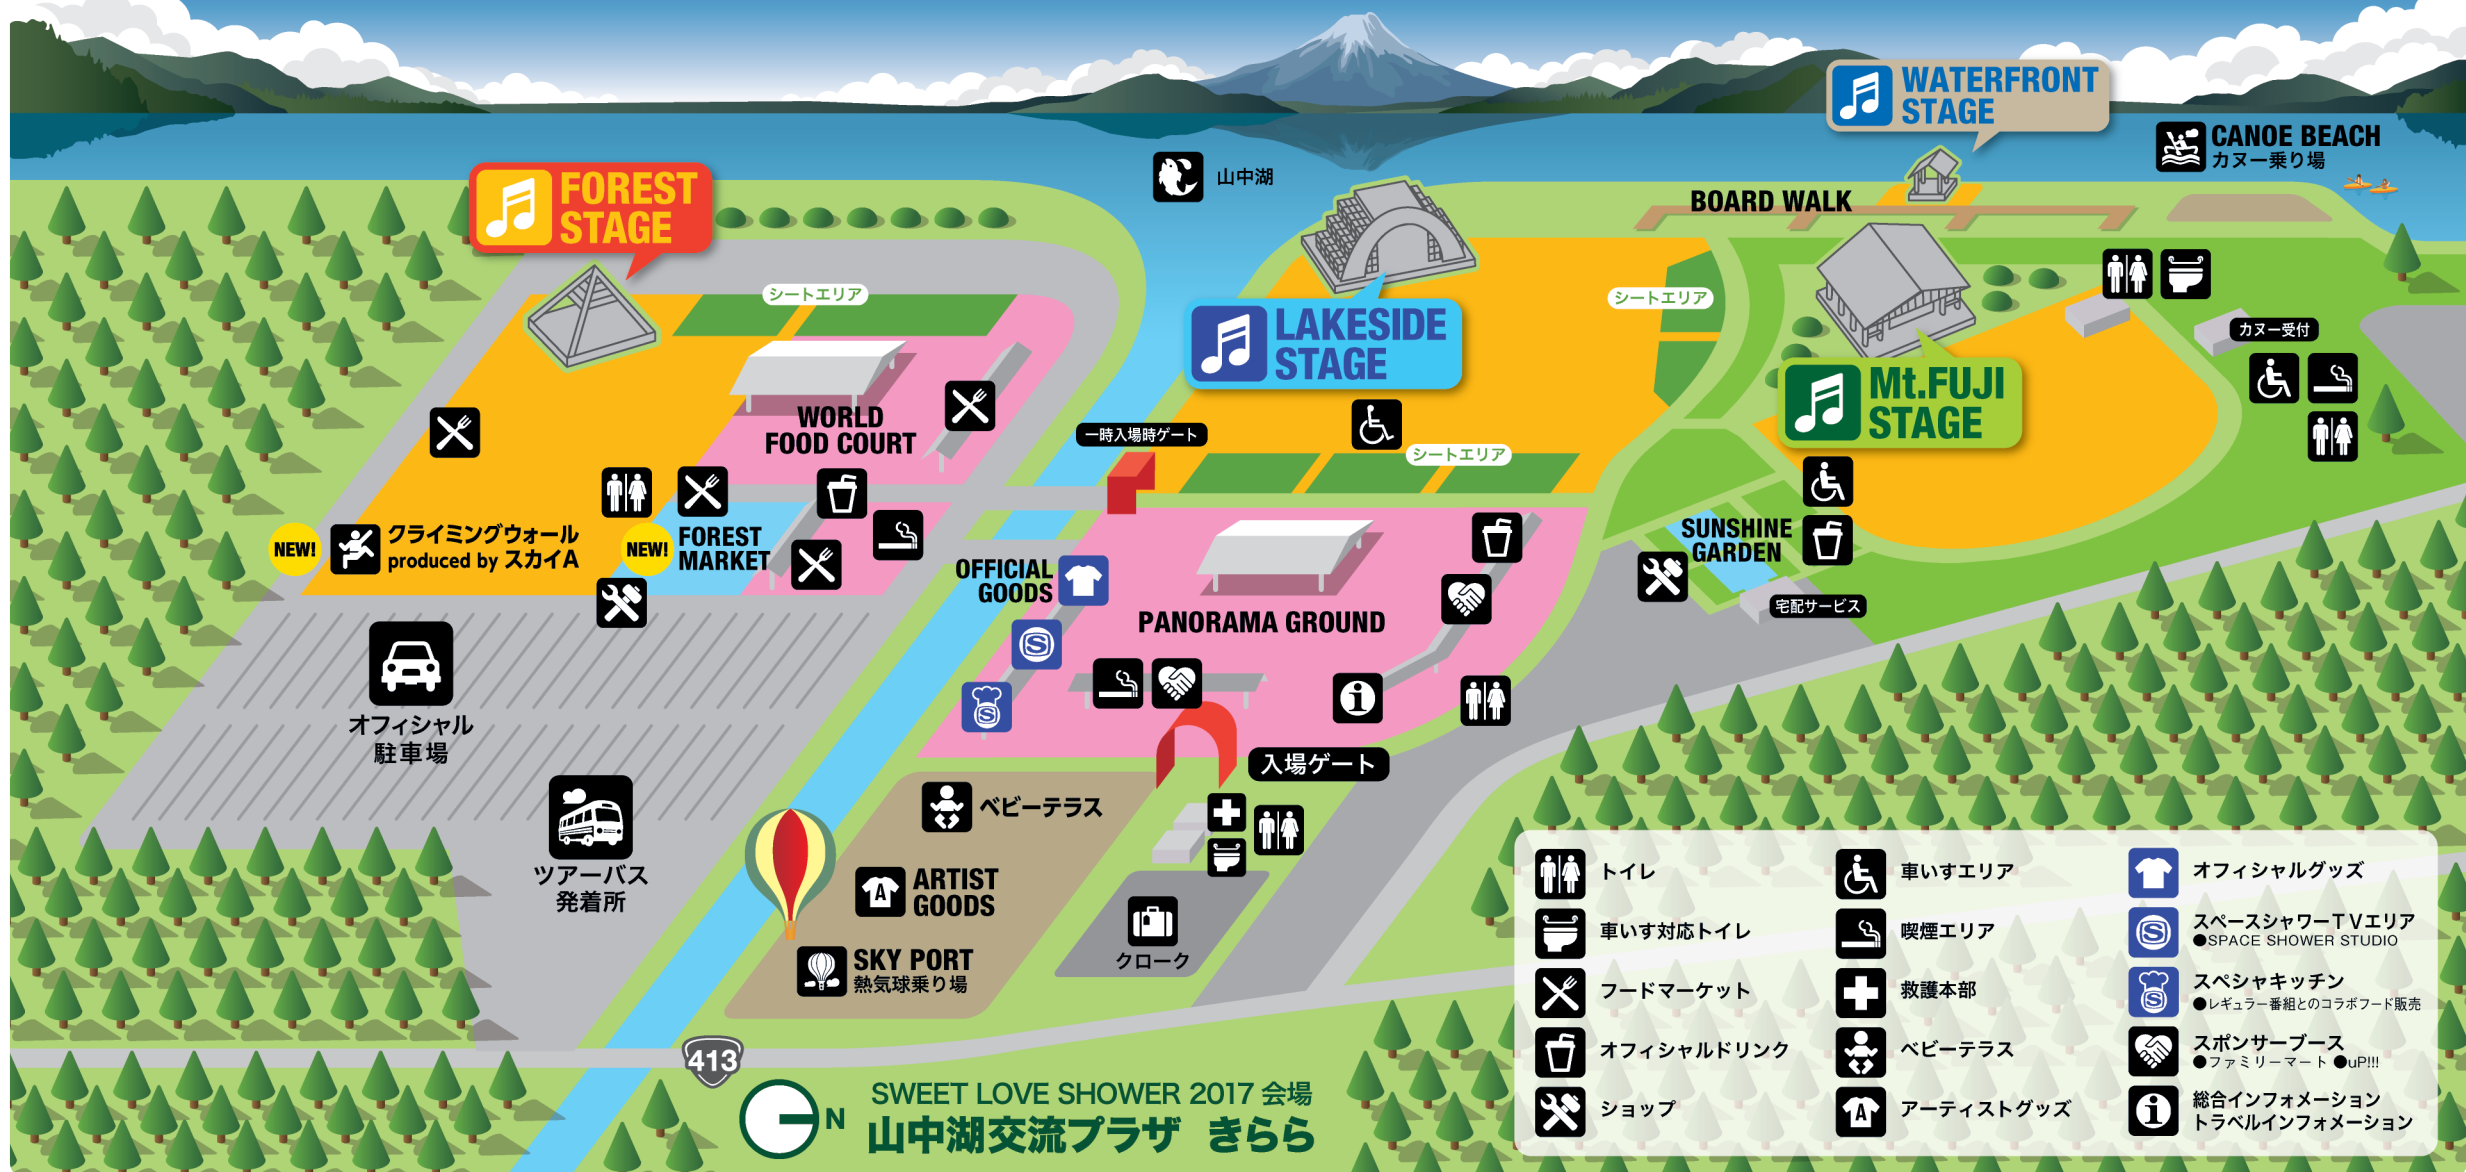 WATERFRONT
STAGE
CANOE BEACH
カヌー乗り場
山中湖
FOREST
STAGE
BOARD WALK
シートエリア
シートエリア
LAKESIDE
STAGE
カヌー受付
Mt.FUJI
STAGE
WORLD
FOOD COURT
一時入場時ゲート
シートエリア
NEW!
クライミングウォール
produced by スカイA
NEW!
FOREST
MARKET
SUNSHINE
GARDEN
OFFICIAL
GOODS
宅配サービス
PANORAMA GROUND
S
オフィシャル
駐車場
S
i
入場ゲート
ベビーテラス
ツアーバス
発着所
A
ARTIST
GOODS
SKY PORT
熱気球乗り場
クローク
413
N
SWEET LOVE SHOWER 2017 会場
山中湖交流プラザ きらら
トイレ
車いす対応トイレ
フードマーケット
オフィシャルドリンク
ショップ
車いすエリア
喫煙エリア
救護本部
ベビーテラス
A
アーティストグッズ
オフィシャルグッズ
S
スペースシャワーTVエリア
●SPACE SHOWER STUDIO
S
スペシャキッチン
●レギュラー番組とのコラボフード販売
スポンサーブース
●ファミリーマート ●uP!!!
i
総合インフォメーション
トラベルインフォメーション